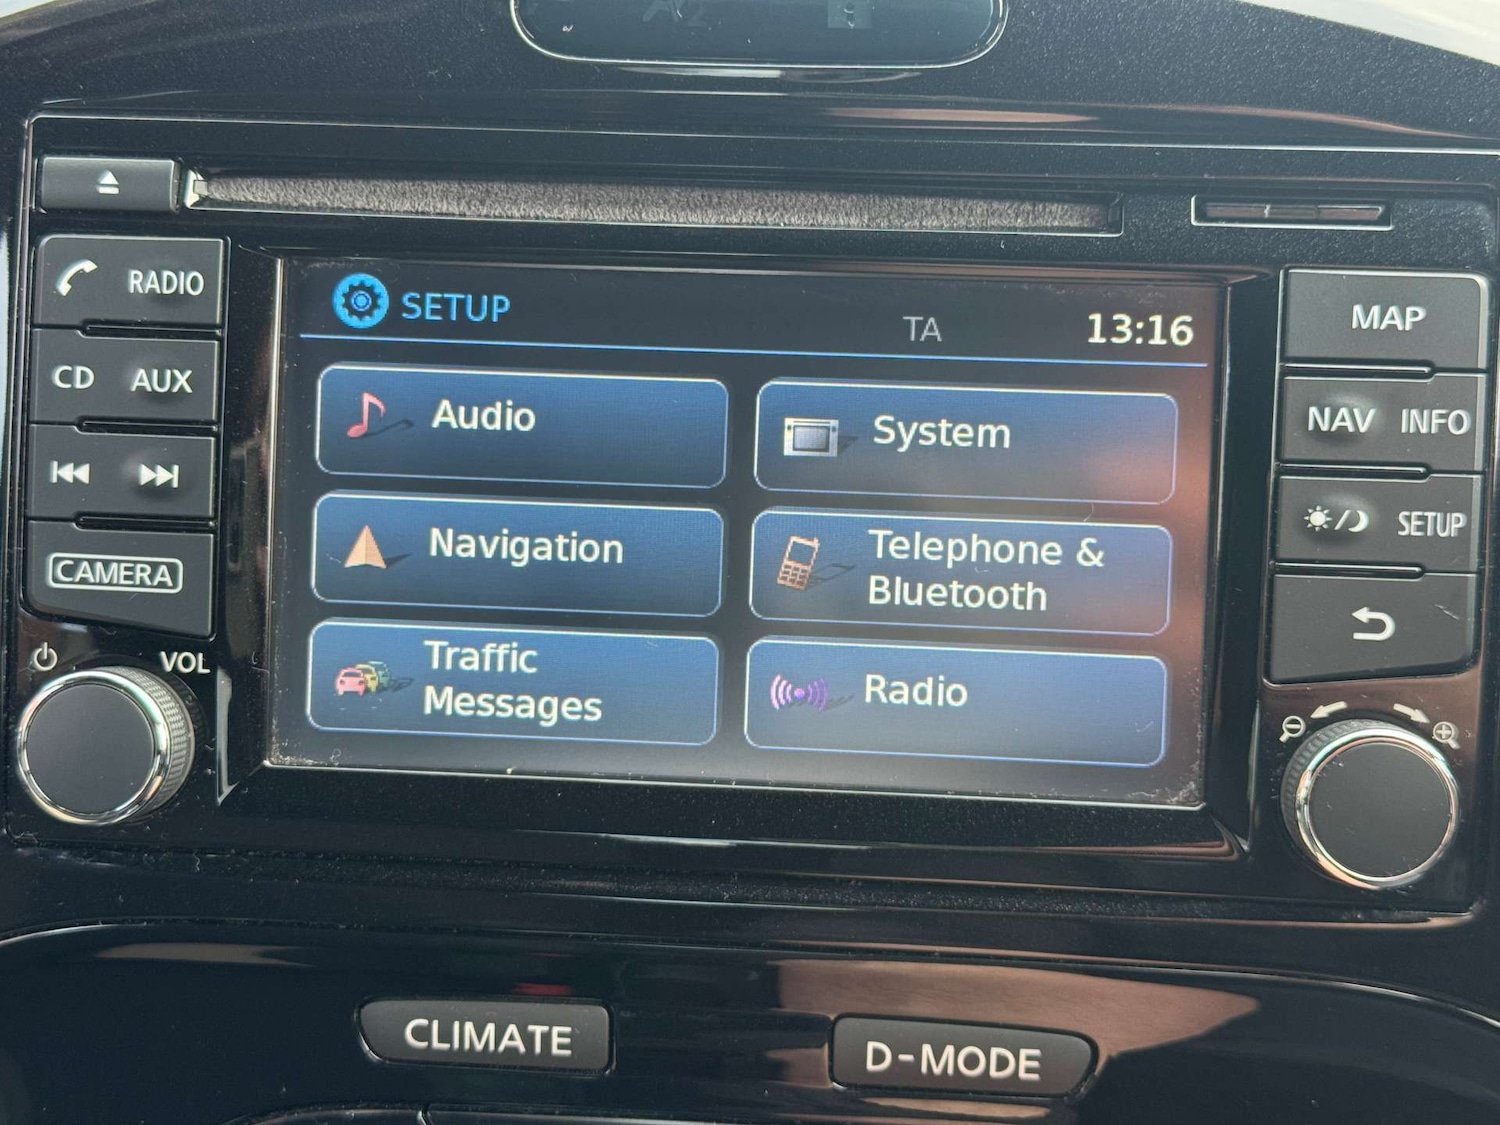 RADIO
CD AUX
CAMERA
VOL
SETUP
TA
13:16
Audio
System
Navigation
Telephone &
Bluetooth
Traffic
Messages
Radio
MAP
NAV INFO
SETUP
CLIMATE
D-MODE